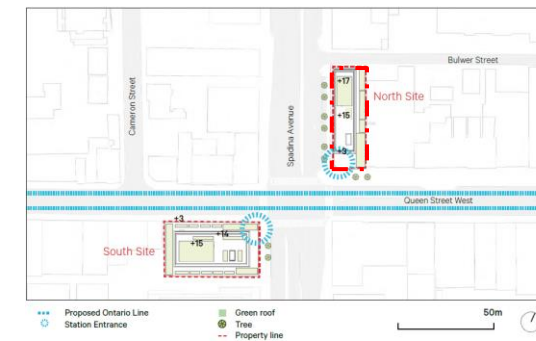 Bulwer Street
+17
North Site
Cameron Street
Spadina Avenue
+15
+3
Queen Street West
+3
+14
+15
South Site
Proposed Ontario Line
Station Entrance
Green roof
Tree
Property line
50m